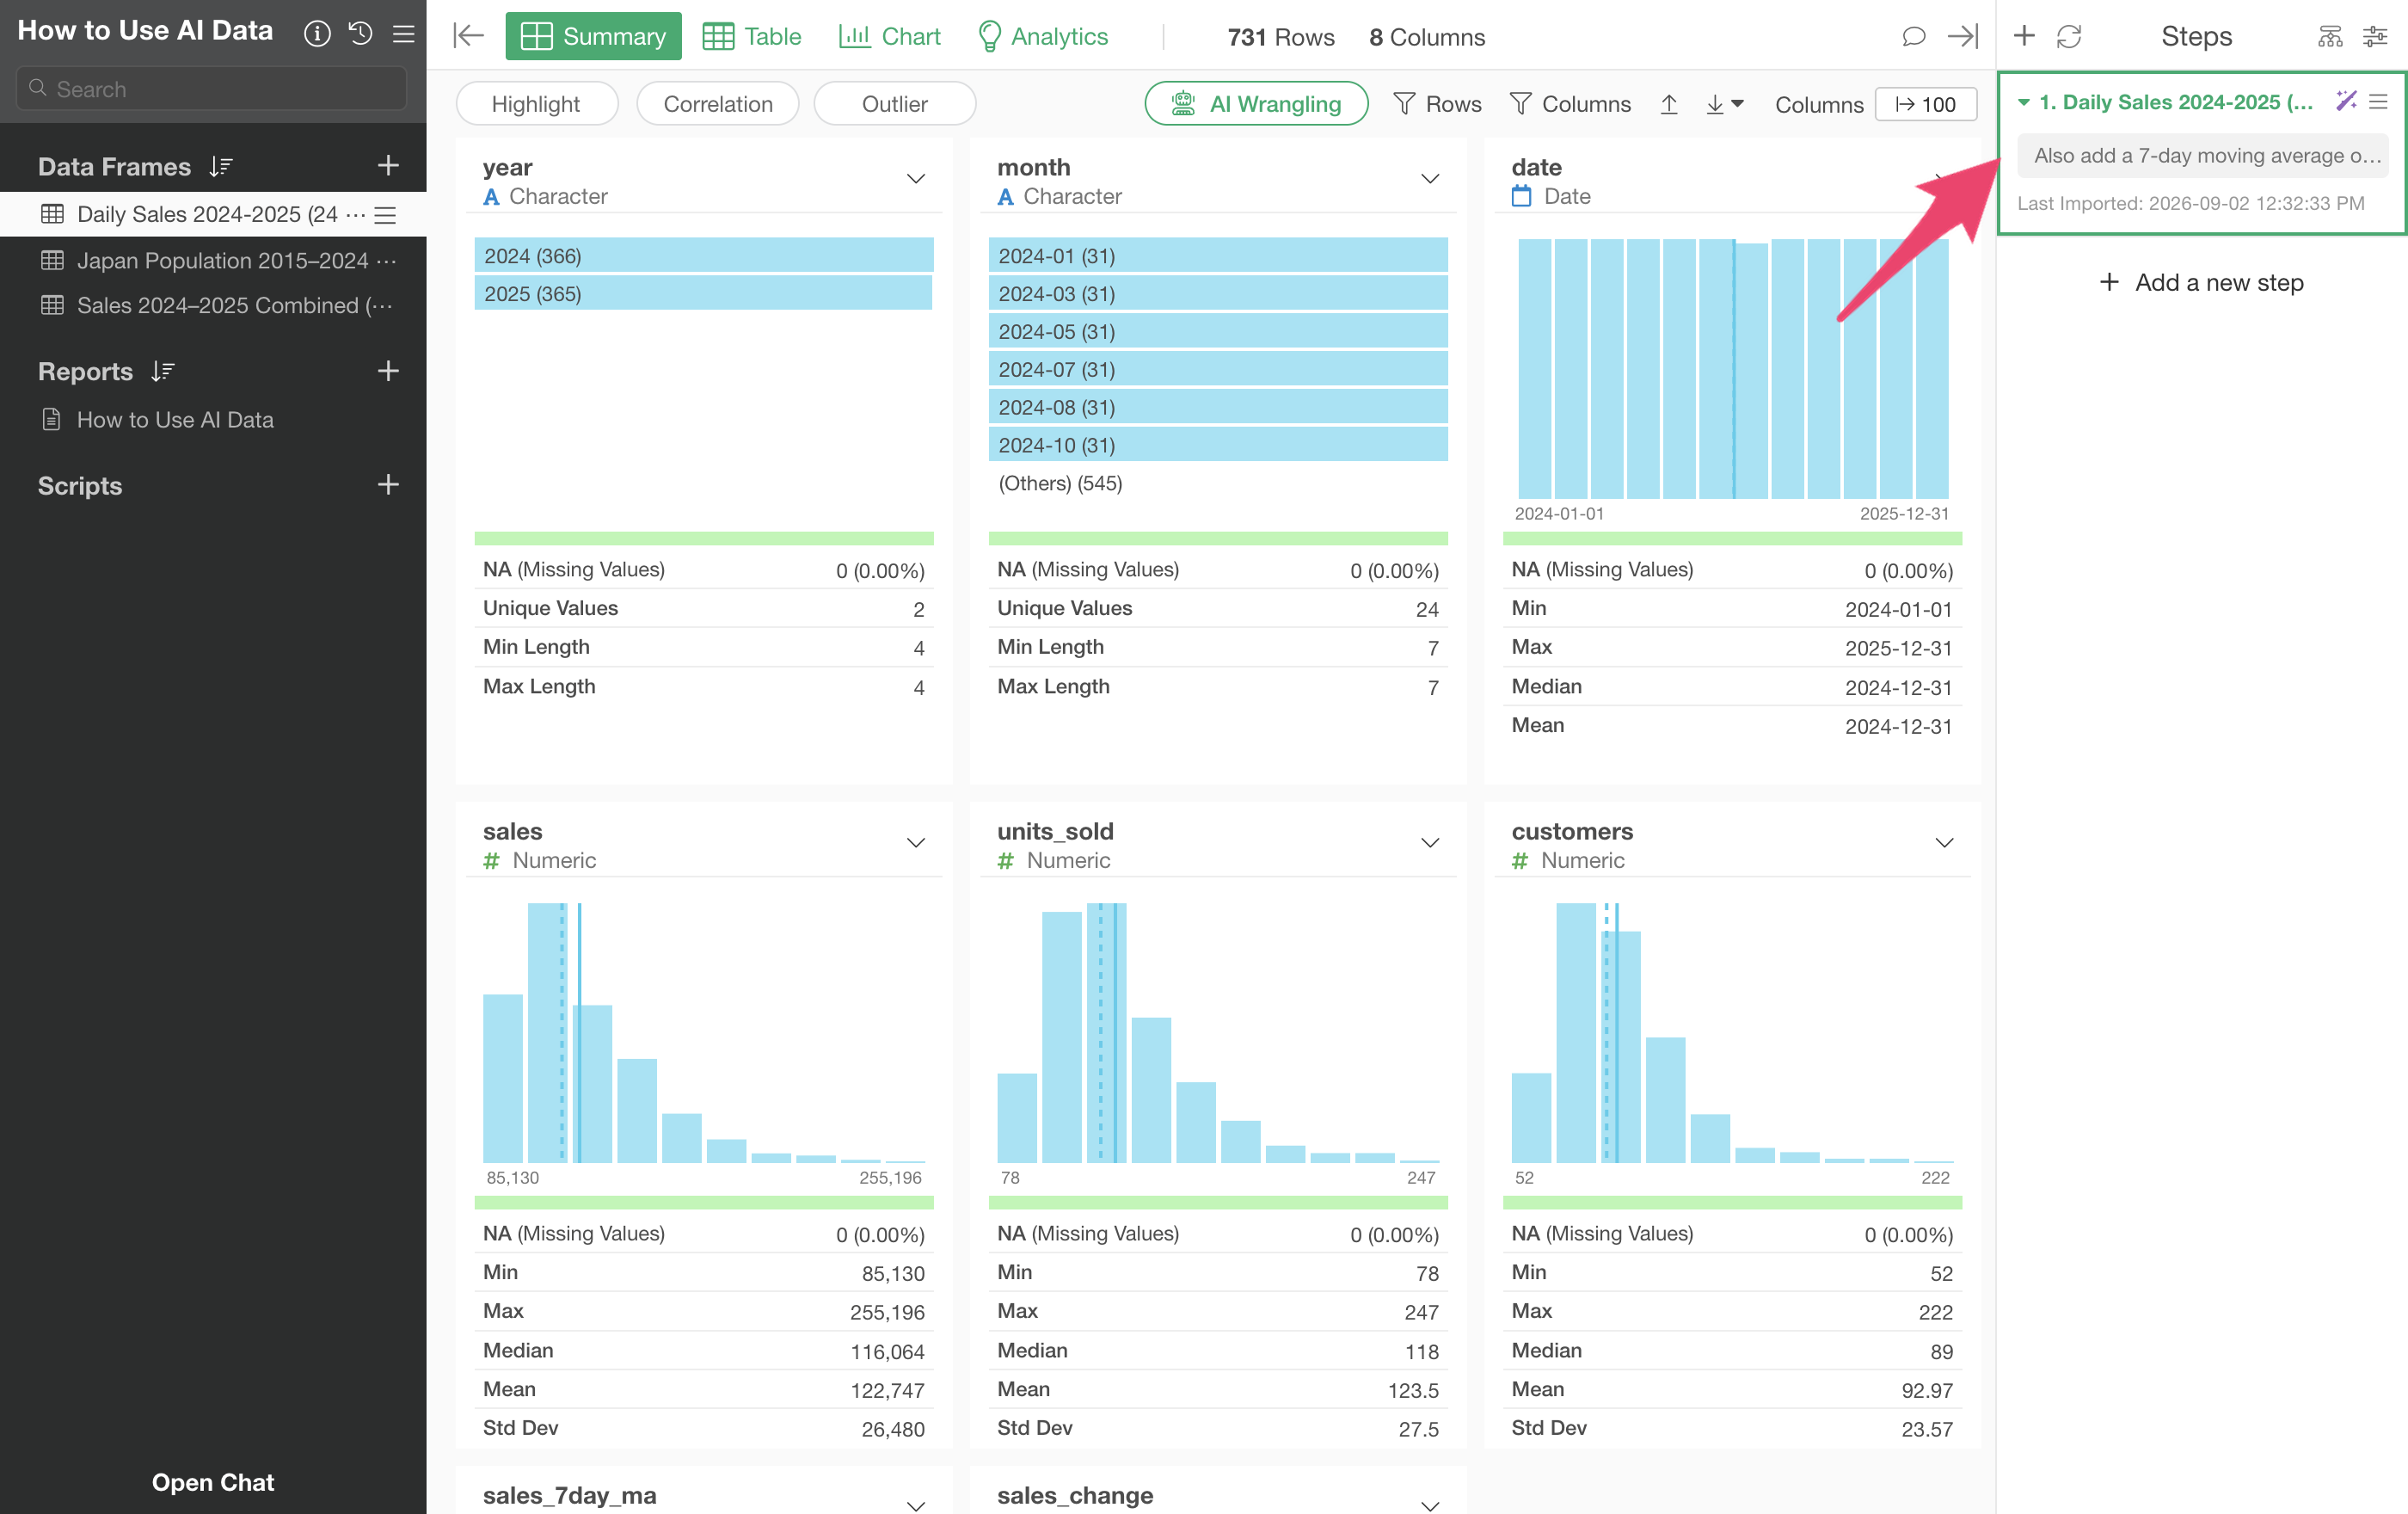 How to Use AI Data
Search
Data Frames
Daily Sales 2024-2025 (24 ···
Japan Population 2015–2024 ···
Sales 2024–2025 Combined (···
Reports
How to Use AI Data
Scripts
Open Chat
Summary
Table
Chart
Analytics
731 Rows
8 Columns
Highlight
Correlation
Outlier
AI Wrangling
Rows
Columns
Columns
100
year
Character
2024 (366)
2025 (365)
NA (Missing Values) 0 (0.00%)
Unique Values 2
Min Length 4
Max Length 4
month
Character
2024-01 (31)
2024-03 (31)
2024-05 (31)
2024-07 (31)
2024-08 (31)
2024-10 (31)
(Others) (545)
NA (Missing Values) 0 (0.00%)
Unique Values 24
Min Length 7
Max Length 7
date
Date
2024-01-01 2025-12-31
NA (Missing Values) 0 (0.00%)
Min 2024-01-01
Max 2025-12-31
Median 2024-12-31
Mean 2024-12-31
sales
# Numeric
85,130 255,196
NA (Missing Values) 0 (0.00%)
Min 85,130
Max 255,196
Median 116,064
Mean 122,747
Std Dev 26,480
units_sold
# Numeric
78 247
NA (Missing Values) 0 (0.00%)
Min 78
Max 247
Median 118
Mean 123.5
Std Dev 27.5
customers
# Numeric
52 222
NA (Missing Values) 0 (0.00%)
Min 52
Max 222
Median 89
Mean 92.97
Std Dev 23.57
sales_7day_ma
sales_change
Steps
1. Daily Sales 2024-2025 (...
Also add a 7-day moving average o...
Last Imported: 2026-09-02 12:32:33 PM
+ Add a new step